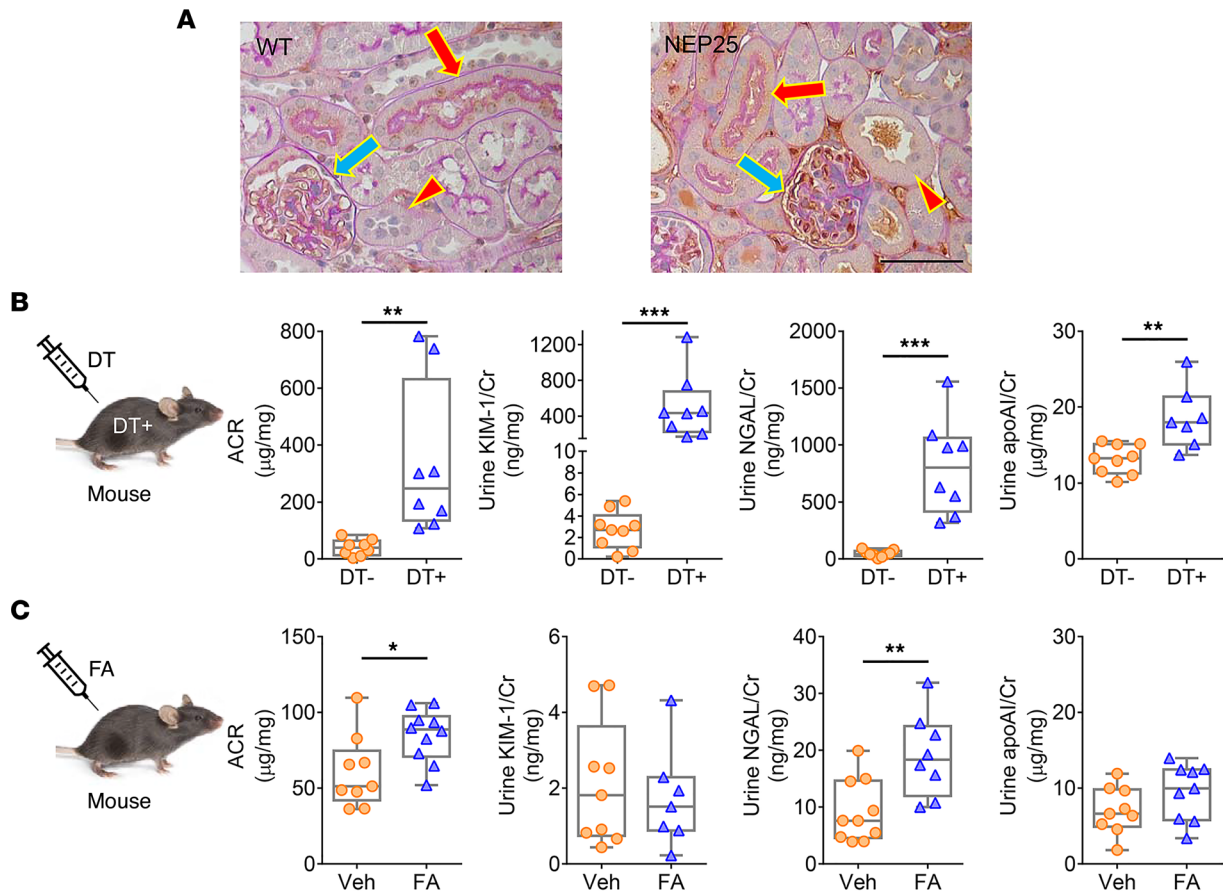 A
WT
NEP25
B
DT
DT+
Mouse
ACR
(μg/mg)
800
600
400
200
0
**
DT-
DT+
Urine KIM-1/Cr
(ng/mg)
1200
800
400
10
8
6
4
2
0
***
DT-
DT+
Urine NGAL/Cr
(ng/mg)
2000
1500
1000
500
0
***
DT-
DT+
Urine apoAI/Cr
(μg/mg)
30
20
10
0
**
DT-
DT+
C
FA
Mouse
ACR
(μg/mg)
150
100
50
0
*
Veh
FA
Urine KIM-1/Cr
(ng/mg)
6
4
2
0
Veh
FA
Urine NGAL/Cr
(ng/mg)
40
30
20
10
0
**
Veh
FA
Urine apoAI/Cr
(μg/mg)
30
20
10
0
Veh
FA